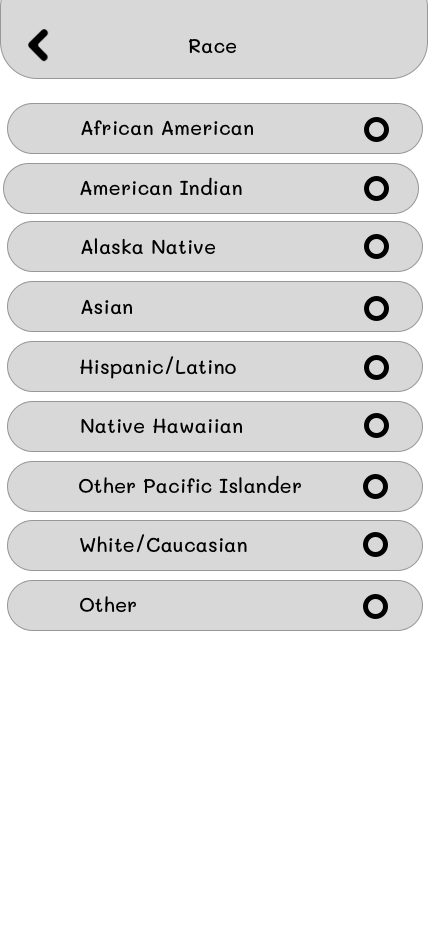 Race
African American
American Indian
Alaska Native
Asian
Hispanic/Latino
Native Hawaiian
Other Pacific Islander
White/Caucasian
Other